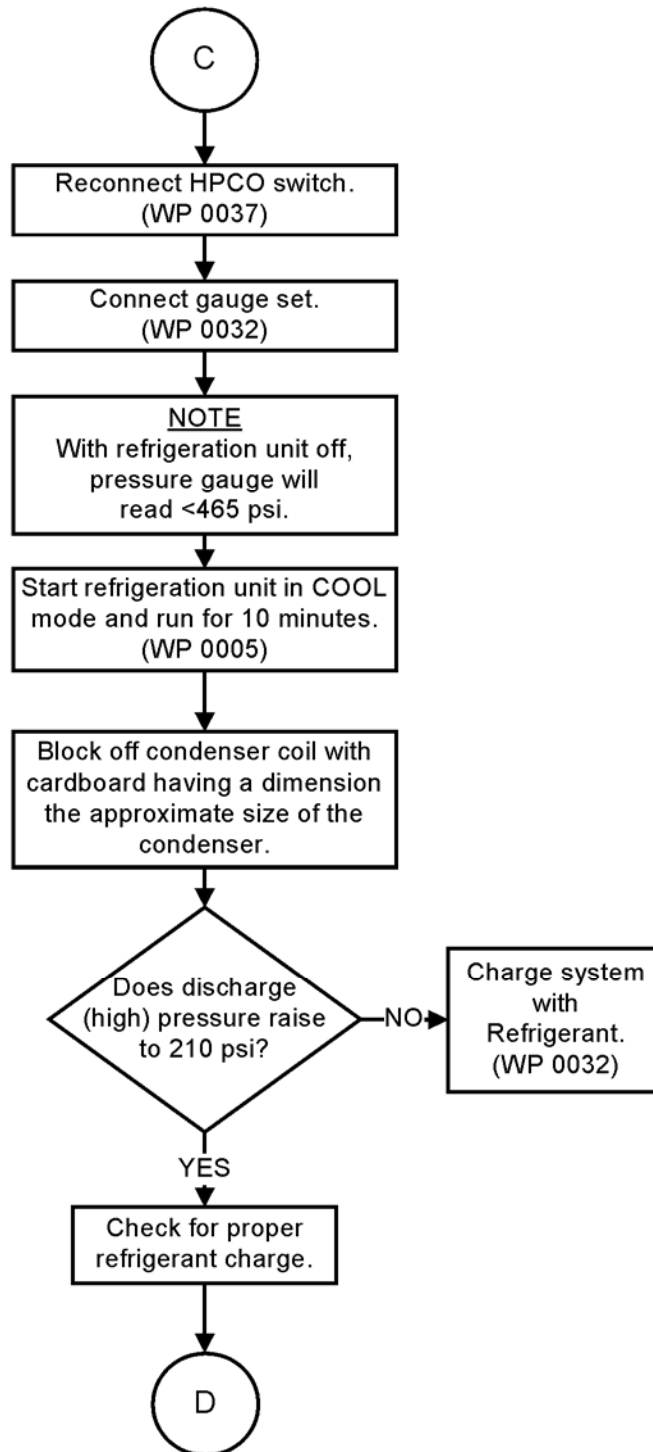 C
Reconnect HPCO switch.
(WP 0037)
Connect gauge set.
(WP 0032)
NOTE
With refrigeration unit off,
pressure gauge will
read <465 psi.
Start refrigeration unit in COOL
mode and run for 10 minutes.
(WP 0005)
Block off condenser coil with
cardboard having a dimension
the approximate size of the
condenser.
Does discharge
(high) pressure raise
to 210 psi?
NO
Charge system
with
Refrigerant.
(WP 0032)
YES
Check for proper
refrigerant charge.
D